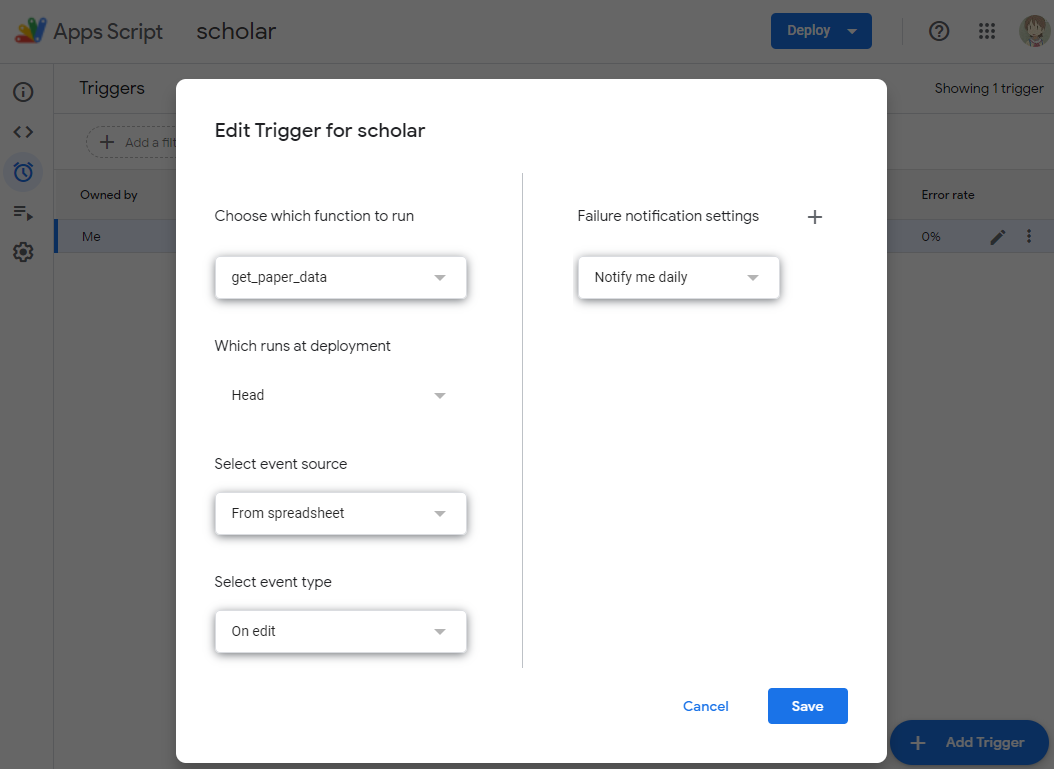 Apps Script
scholar
Deploy
Triggers
Showing 1 trigger
Add a filt
Owned by
Error rate
Me
0%
Edit Trigger for scholar
Choose which function to run
get_paper_data
Which runs at deployment
Head
Select event source
From spreadsheet
Select event type
On edit
Failure notification settings
Notify me daily
Cancel
Save
Add Trigger